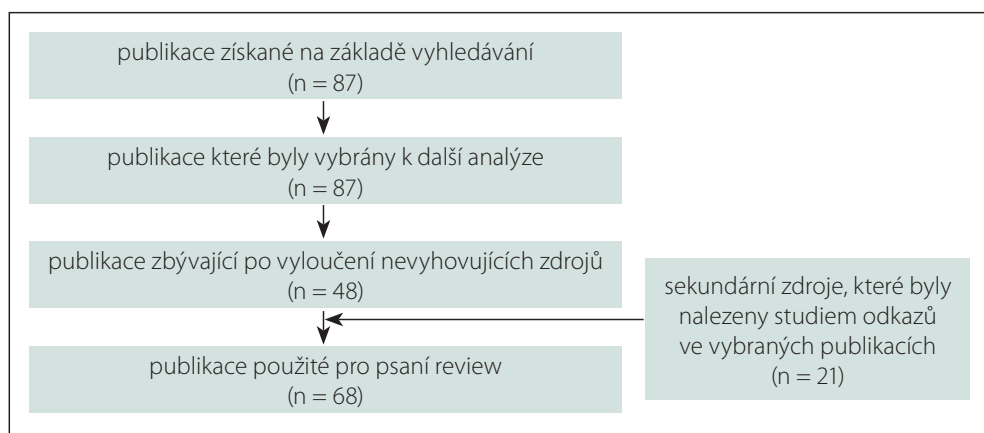 publikace získané na základě vyhledávání
(n = 87)
publikace které byly vybrány k další analýze
(n = 87)
publikace zbývající po vyloučení nevyhovujících zdrojů
(n = 48)
sekundární zdroje, které byly
nalezeny studiem odkazů
ve vybraných publikacích
(n = 21)
publikace použité pro psaní review
(n = 68)